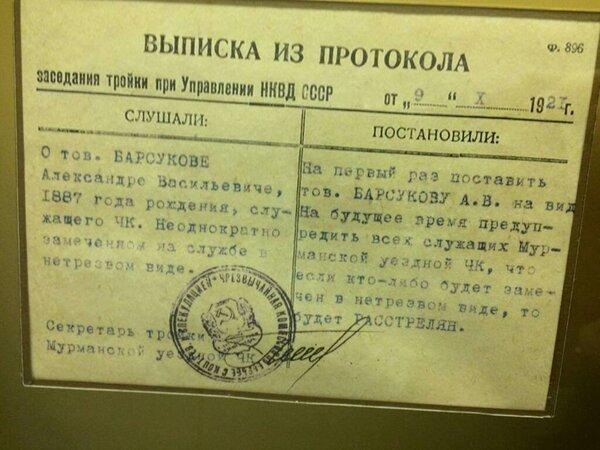 ВЫПИСКА ИЗ ПРОТОКОЛА
Ф. 896
заседания тройки при Управлении НКВД СССР от „ 9 “ X 1927 г.
СЛУШАЛИ:
О тов. БАРСУКОВЕ
Александре Васильевиче,
1887 года рождения, слу-
жащего ЧК. Неоднократно
замеченном на службе в
нетрезвом виде.
Секретарь тройки
Мурманской уездной ЧК
ПОСТАНОВИЛИ:
На первый раз поставить
тов. БАРСУКОВУ А.В. на вид
На будущее время предуп-
редить всех служащих Мур-
манской уездной ЧК, что
если кто-либо будет заме-
чен в нетрезвом виде, то
будет РАССТРЕЛЯН.
ЧРЕЗВЫЧАЙНАЯ